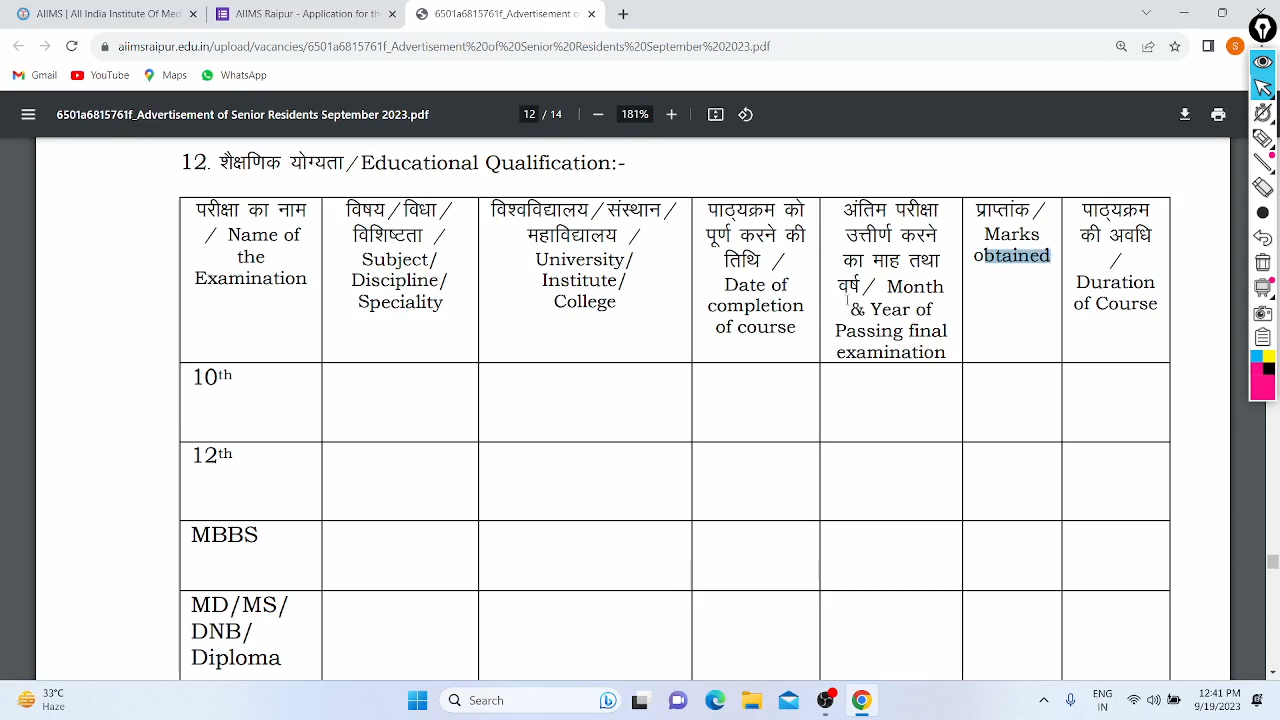 AIIMS | All India Institute Of Med
AIIMS Raipur - Application for the
6501a6815761f_Advertisement o
aiimsraipur.edu.in/upload/vacancies/6501a6815761f_Advertisement%20of%20Senior%20Residents%20September%202023.pdf
S
Gmail
YouTube
Maps
WhatsApp
6501a6815761f_Advertisement of Senior Residents September 2023.pdf
12 / 14
181%
12. शैक्षणिक योग्यता/Educational Qualification:-
परीक्षा का नाम
/ Name of
the
Examination
विषय/विधा/
विशिष्टता /
Subject/
Discipline/
Speciality
विश्वविद्यालय/संस्थान/
महाविद्यालय /
University/
Institute/
College
पाठ्यक्रम को
पूर्ण करने की
तिथि /
Date of
completion
of course
अंतिम परीक्षा
उत्तीर्ण करने
का माह तथा
वर्ष/ Month
& Year of
Passing final
examination
प्राप्तांक/
Marks
obtained
पाठ्यक्रम
की अवधि
/
Duration
of Course
10th
12th
MBBS
MD/MS/
DNB/
Diploma
33°C
Haze
Search
ENG
IN
12:41 PM
9/19/2023